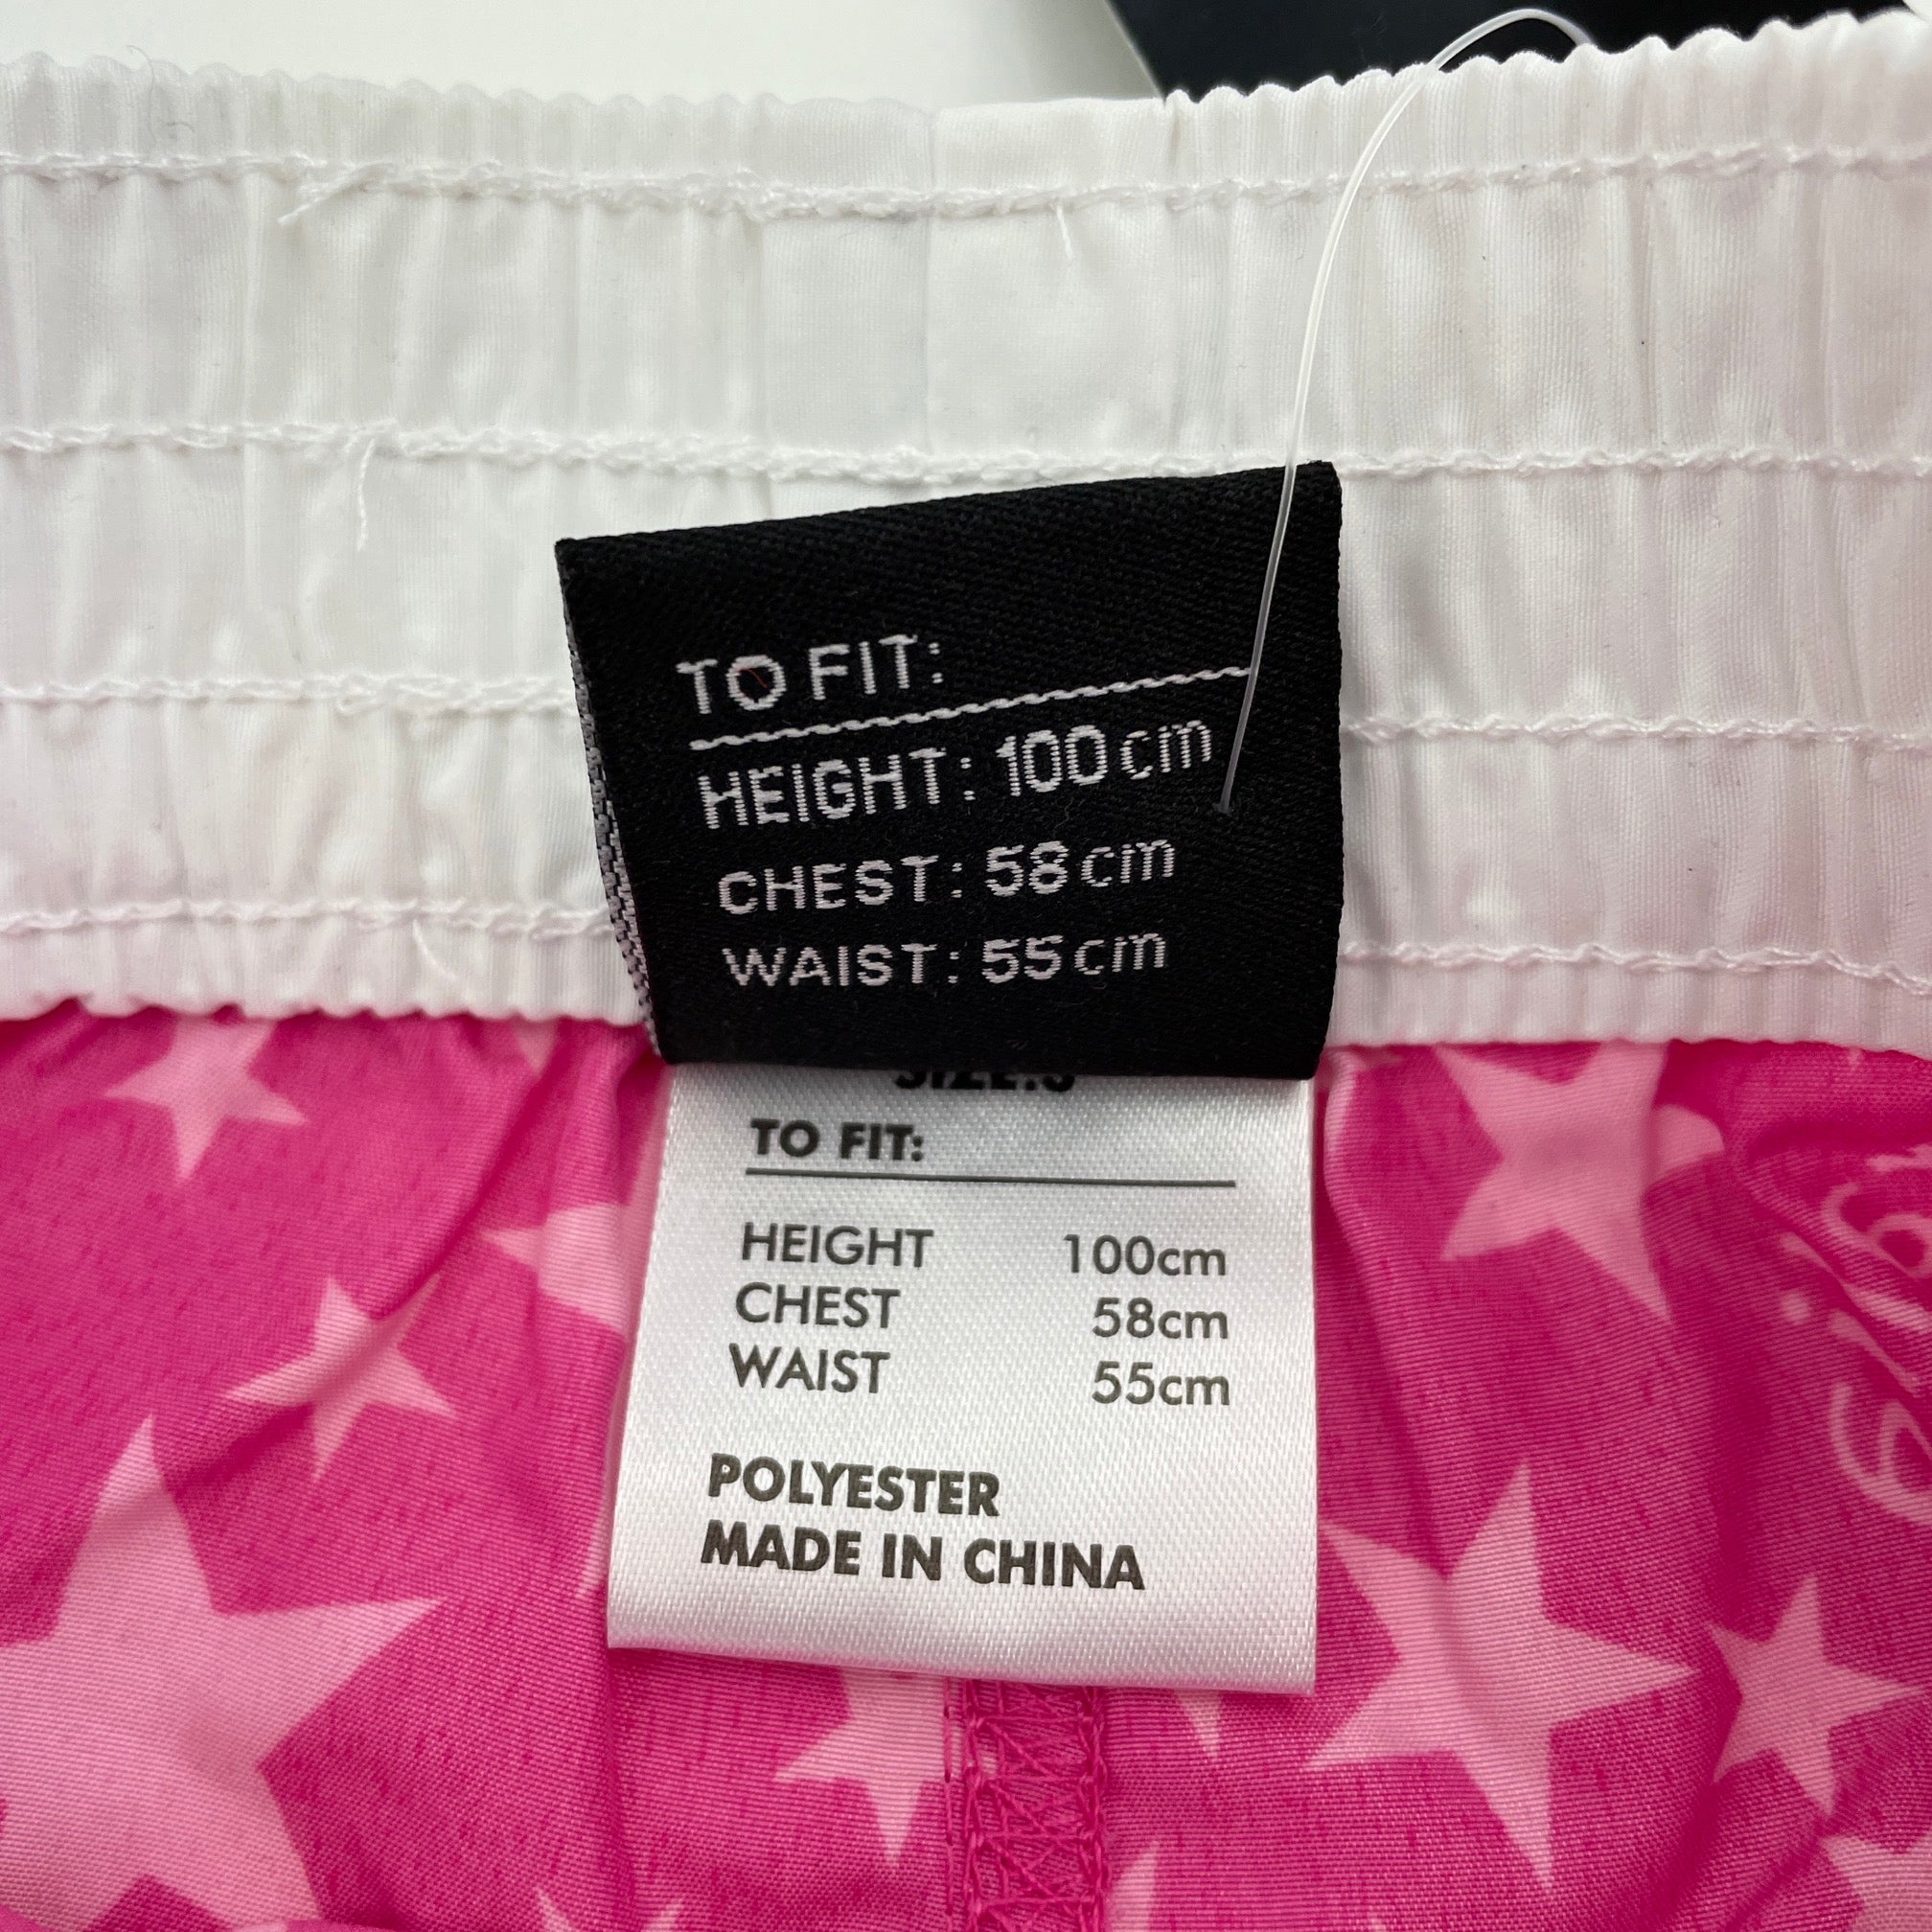 TO FIT:
HEIGHT: 100cm
CHEST: 58cm
WAIST: 55cm
TO FIT:
HEIGHT 100cm
CHEST 58cm
WAIST 55cm
POLYESTER
MADE IN CHINA